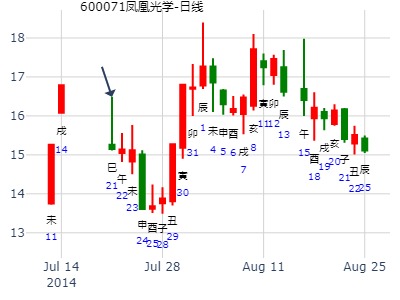 600071凤凰光学-日线
18
17
16
15
14
13
未
11
戌
14
巳
21
午
22
未
23
申
24
酉
25
戌
子
28
丑
29
寅
30
卯
31
辰
1
未
4
申
5
酉
6
戌
7
亥
8
寅
11
卯
12
辰
13
午
15
酉
18
戌
19
亥
20
子
21
丑
22
辰
25
Jul 14
2014
Jul 28
Aug 11
Aug 25